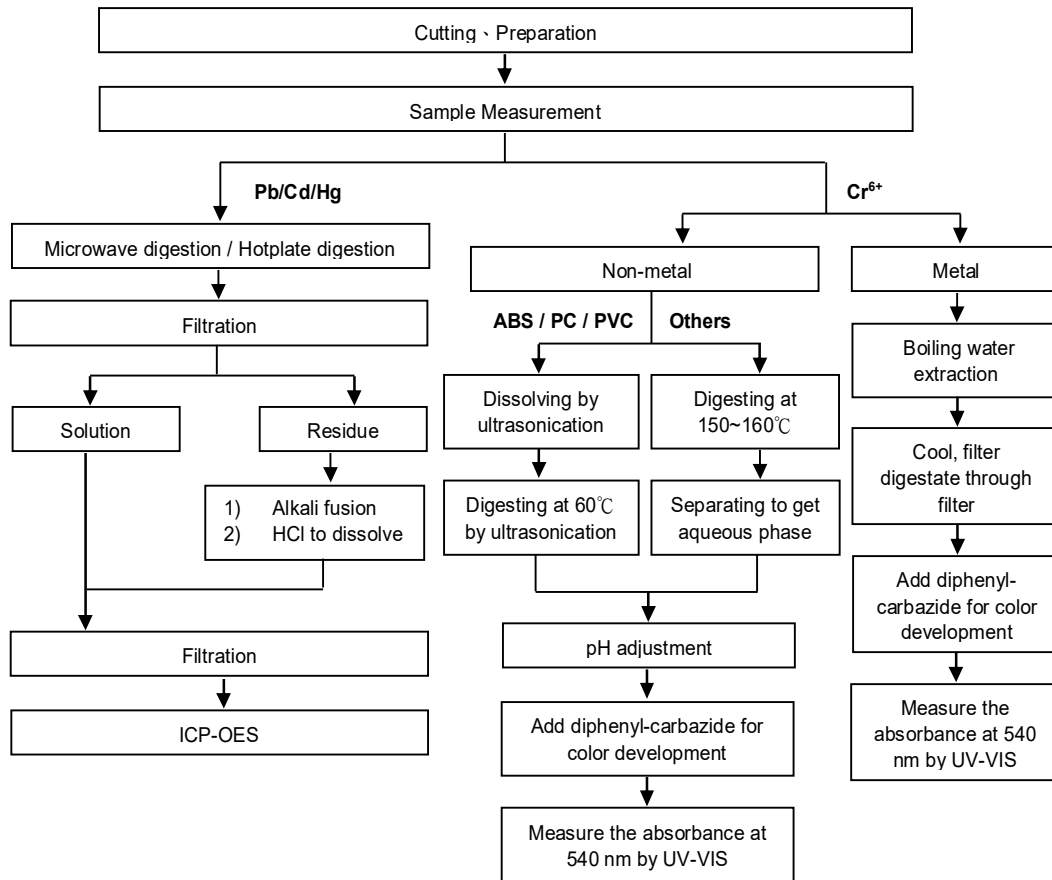 Cutting、Preparation
Sample Measurement
Pb/Cd/Hg
Cr6+
Microwave digestion / Hotplate digestion
Filtration
Solution
Residue
1) Alkali fusion
2) HCl to dissolve
Filtration
ICP-OES
Non-metal
ABS / PC / PVC
Others
Dissolving by
ultrasonication
Digesting at 60℃
by ultrasonication
Digesting at
150~160℃
Separating to get
aqueous phase
pH adjustment
Add diphenyl-carbazide for
color development
Measure the absorbance at
540 nm by UV-VIS
Metal
Boiling water
extraction
Cool, filter
digestate through
filter
Add diphenyl-
carbazide for color
development
Measure the
absorbance at 540
nm by UV-VIS